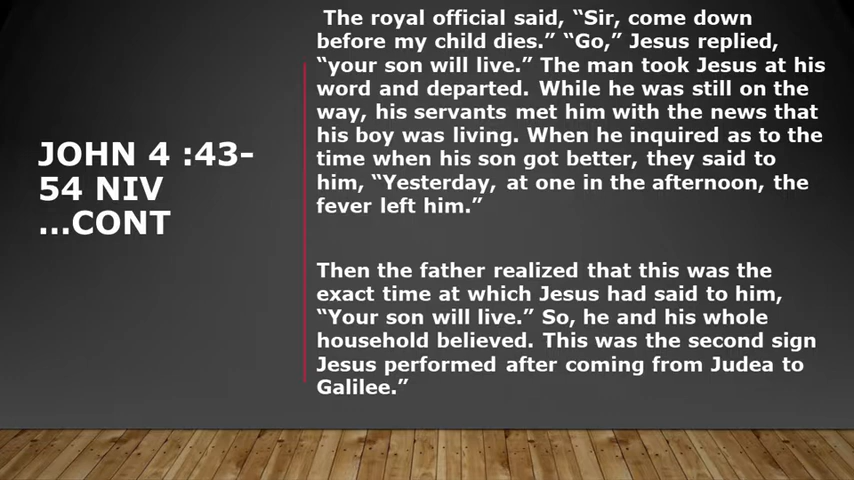 JOHN 4 :43-
54 NIV
...CONT
The royal official said, “Sir, come down
before my child dies.” “Go,” Jesus replied,
“your son will live.” The man took Jesus at his
word and departed. While he was still on the
way, his servants met him with the news that
his boy was living. When he inquired as to the
time when his son got better, they said to
him, “Yesterday, at one in the afternoon, the
fever left him.”
Then the father realized that this was the
exact time at which Jesus had said to him,
“Your son will live.” So, he and his whole
household believed. This was the second sign
Jesus performed after coming from Judea to
Galilee.”